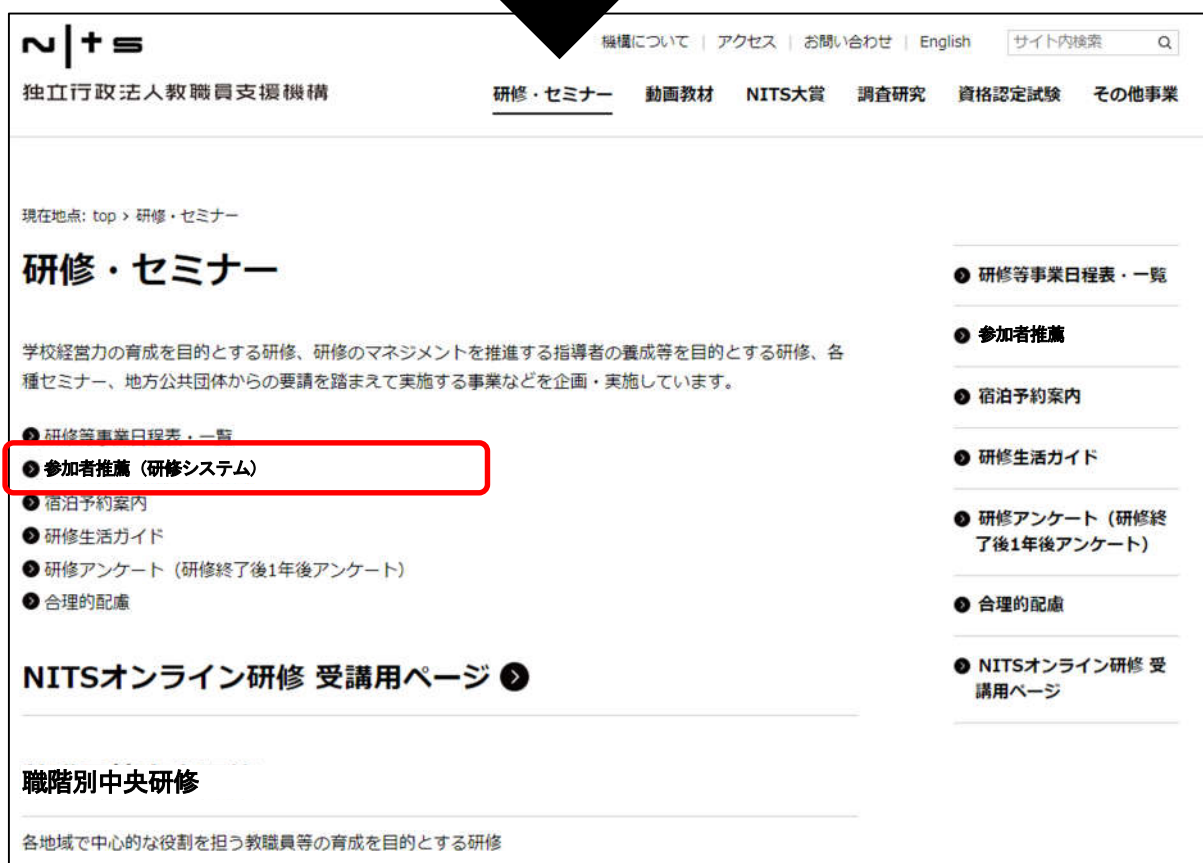 NITS
機構について | アクセス | お問い合わせ | English サイト内検索
独立行政法人教職員支援機構
研修・セミナー 動画教材 NITS大賞 調査研究 資格認定試験 その他事業
現在地点: top › 研修・セミナー
研修・セミナー
学校経営力の育成を目的とする研修、研修のマネジメントを推進する指導者の養成等を目的とする研修、各
種セミナー、地方公共団体からの要請を踏まえて実施する事業などを企画・実施しています。
研修等事業日程表・一覧
参加者推薦（研修システム）
宿泊予約案内
研修生活ガイド
研修アンケート（研修終了後1年後アンケート）
合理的配慮
NITSオンライン研修 受講用ページ
職階別中央研修
各地域で中心的な役割を担う教職員等の育成を目的とする研修
研修等事業日程表・一覧
参加者推薦
宿泊予約案内
研修生活ガイド
研修アンケート（研修終
了後1年後アンケート）
合理的配慮
NITSオンライン研修 受
講用ページ